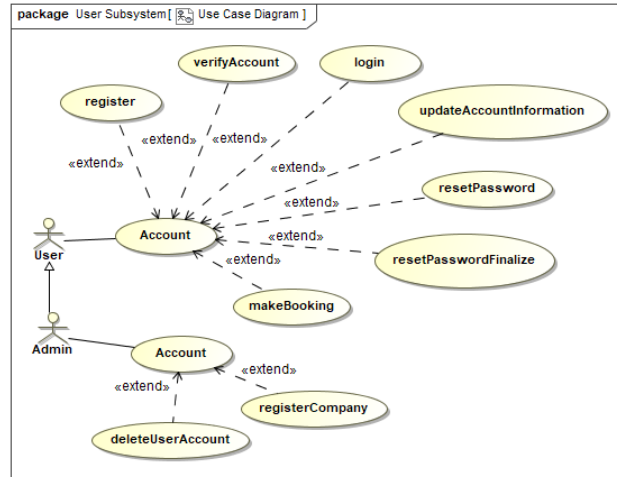 package User Subsystem[ Use Case Diagram ]
verifyAccount
login
register
updateAccountInformation
«extend»
«extend»
«extend»
«extend»
resetPassword
«extend»
Account
User
«extend»
resetPasswordFinalize
«extend»
makeBooking
Admin
Account
«extend»
«extend»
registerCompany
deleteUserAccount